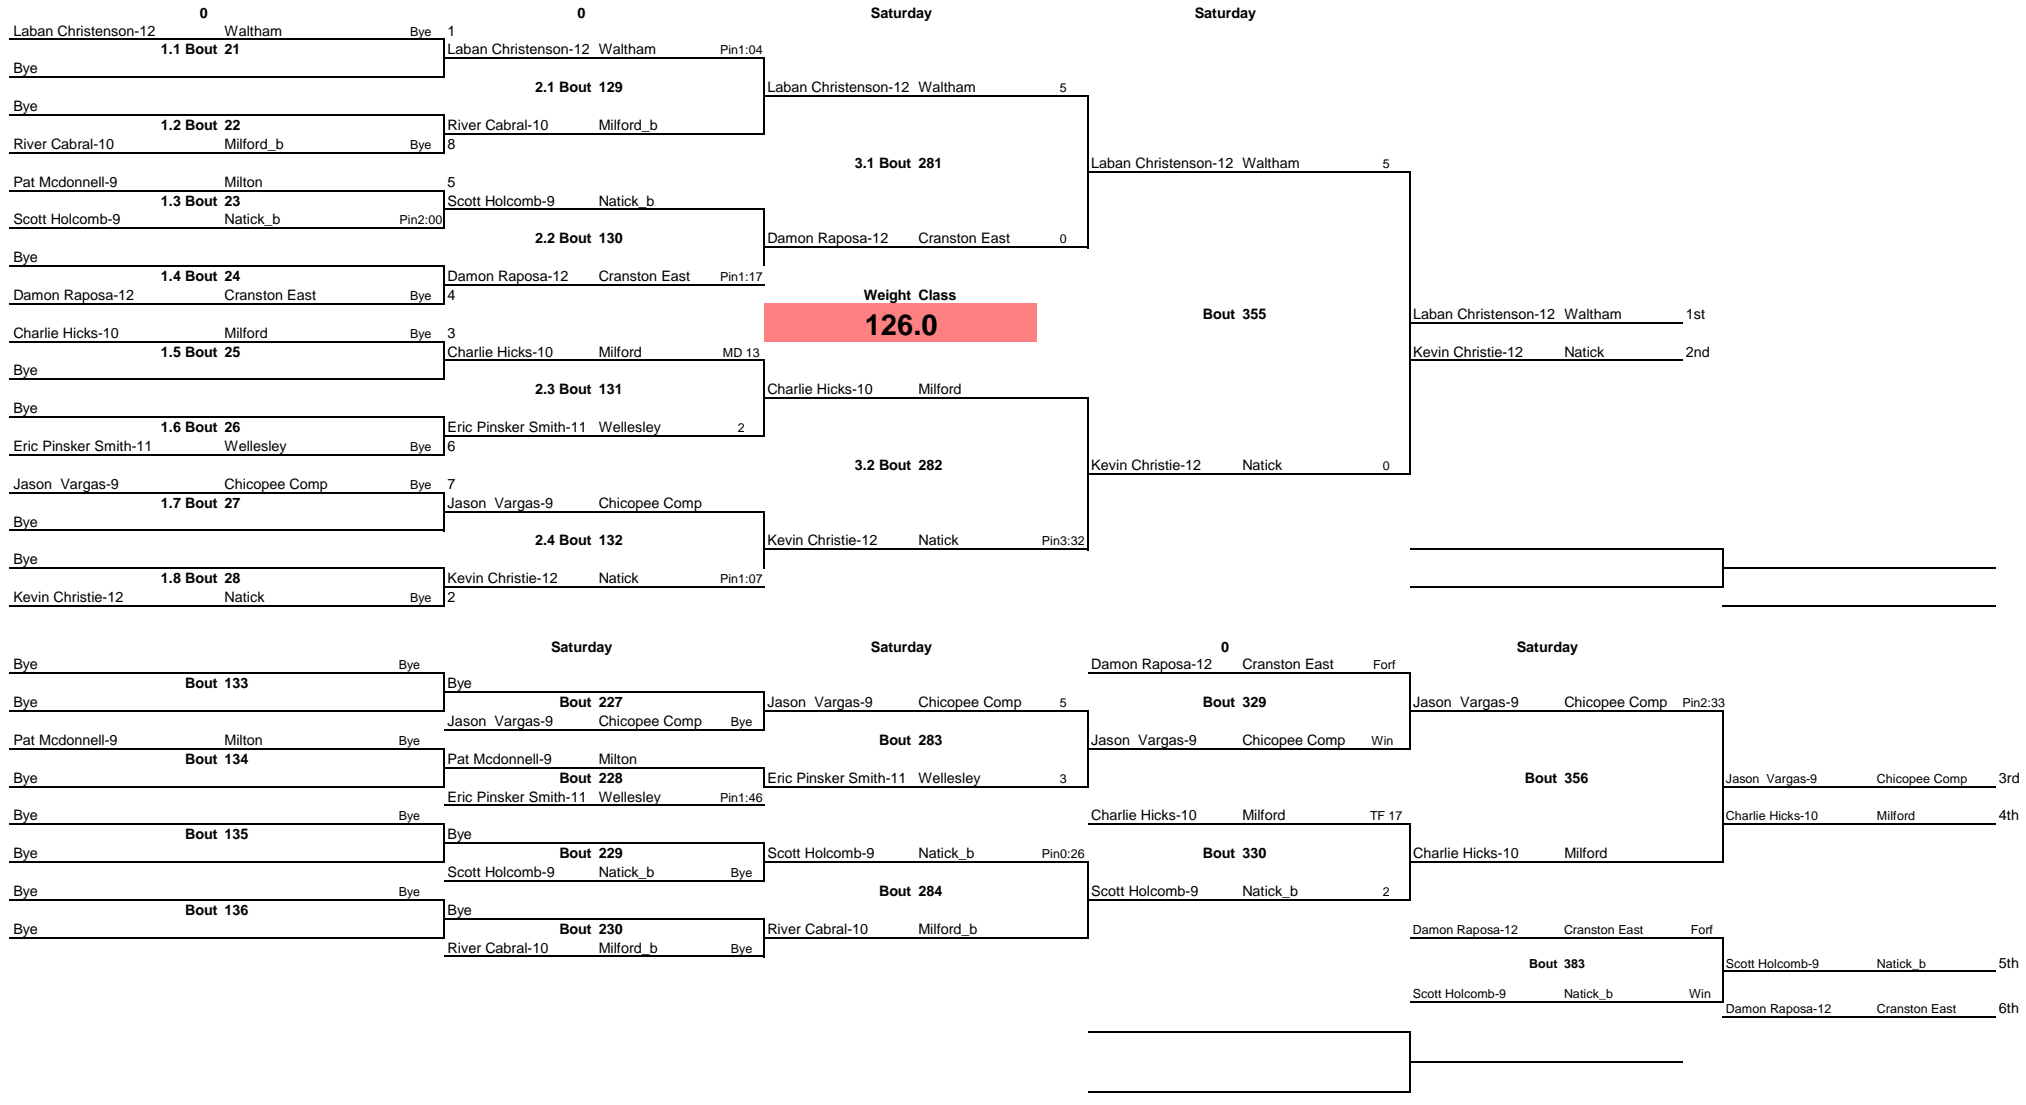 0 0 Saturday Saturday
Laban Christenson-12 Waltham Bye 1
1.1 Bout 21 Laban Christenson-12 Waltham Pin1:04
Bye
2.1 Bout 129 Laban Christenson-12 Waltham 5
Bye
1.2 Bout 22 River Cabral-10 Milford_b
River Cabral-10 Milford_b Bye 8
3.1 Bout 281 Laban Christenson-12 Waltham 5
Pat Mcdonnell-9 Milton 5
1.3 Bout 23 Scott Holcomb-9 Natick_b
Scott Holcomb-9 Natick_b Pin2:00
2.2 Bout 130 Damon Raposa-12 Cranston East 0
Bye
1.4 Bout 24 Damon Raposa-12 Cranston East Pin1:17
Damon Raposa-12 Cranston East Bye 4 Weight Class
126.0 Bout 355 Laban Christenson-12 Waltham 1st
Charlie Hicks-10 Milford Bye 3
1.5 Bout 25 Charlie Hicks-10 Milford MD 13 Kevin Christie-12 Natick 2nd
Bye
2.3 Bout 131 Charlie Hicks-10 Milford
Bye
1.6 Bout 26 Eric Pinsker Smith-11 Wellesley 2
Eric Pinsker Smith-11 Wellesley Bye 6
3.2 Bout 282 Kevin Christie-12 Natick 0
Jason Vargas-9 Chicopee Comp Bye 7
1.7 Bout 27 Jason Vargas-9 Chicopee Comp
Bye
2.4 Bout 132 Kevin Christie-12 Natick Pin3:32
Bye
1.8 Bout 28 Kevin Christie-12 Natick Pin1:07
Kevin Christie-12 Natick Bye 2
Saturday Saturday 0 Saturday
Bye Bye Damon Raposa-12 Cranston East Forf
Bout 133 Bye
Bye Bout 227 Jason Vargas-9 Chicopee Comp 5 Bout 329 Jason Vargas-9 Chicopee Comp Pin2:33
Jason Vargas-9 Chicopee Comp Bye
Pat Mcdonnell-9 Milton Bye Bout 283 Jason Vargas-9 Chicopee Comp Win
Bout 134 Pat Mcdonnell-9 Milton
Bye Bout 228 Eric Pinsker Smith-11 Wellesley 3 Bout 356 Jason Vargas-9 Chicopee Comp 3rd
Eric Pinsker Smith-11 Wellesley Pin1:46
Bye Bye Charlie Hicks-10 Milford TF 17 Charlie Hicks-10 Milford 4th
Bout 135 Bye
Bye Bout 229 Scott Holcomb-9 Natick_b Pin0:26 Bout 330 Charlie Hicks-10 Milford
Scott Holcomb-9 Natick_b Bye
Bye Bye Bout 284 Scott Holcomb-9 Natick_b 2
Bout 136 Bye
Bye Bout 230 River Cabral-10 Milford_b Damon Raposa-12 Cranston East Forf
River Cabral-10 Milford_b Bye
Bout 383 Scott Holcomb-9 Natick_b 5th
Scott Holcomb-9 Natick_b Win
Damon Raposa-12 Cranston East 6th